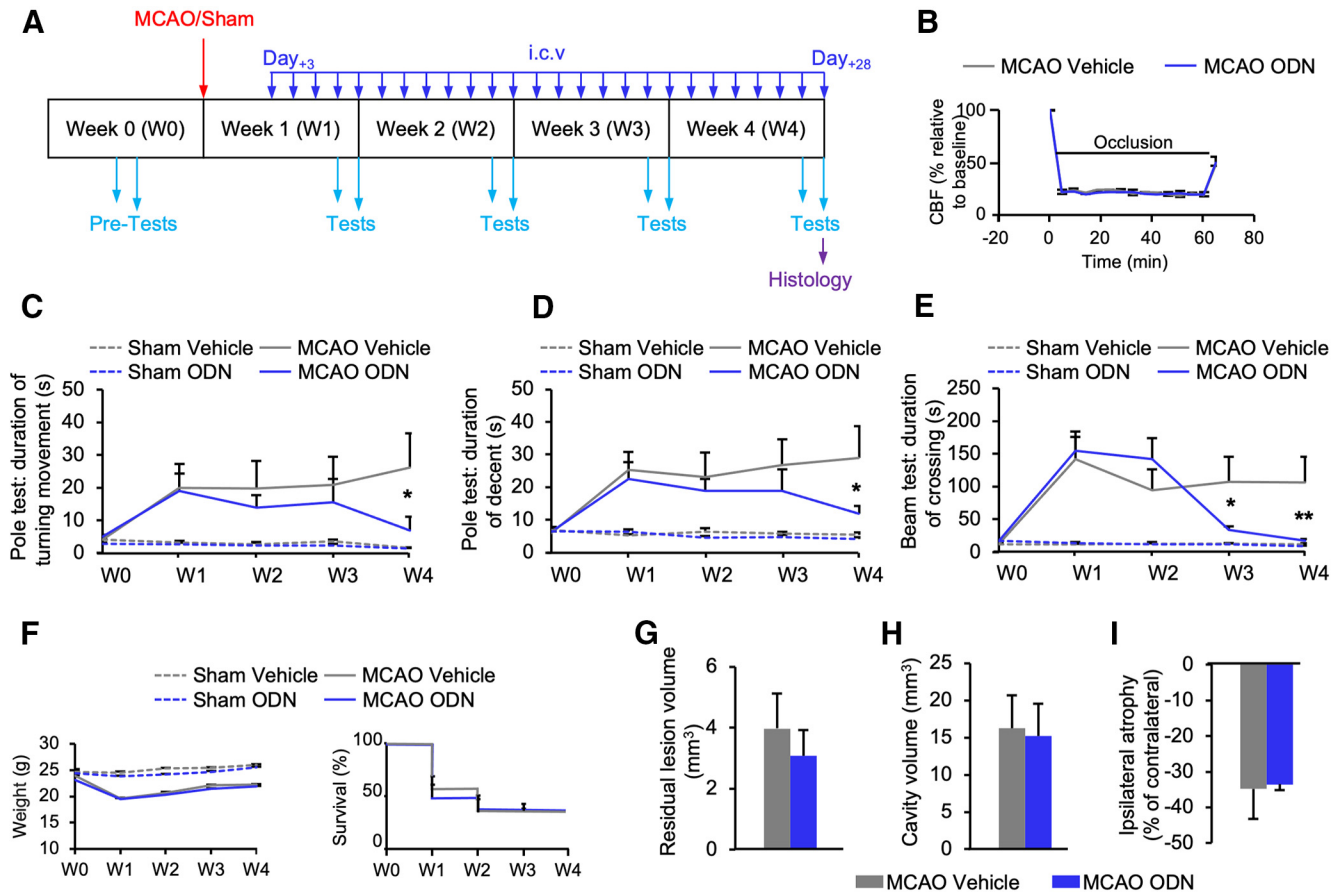 A
MCAO/Sham
Day+3
i.c.v
Day+28
Week 0 (W0)
Week 1 (W1)
Week 2 (W2)
Week 3 (W3)
Week 4 (W4)
Pre-Tests
Tests
Tests
Tests
Tests
Histology
B
MCAO Vehicle
MCAO ODN
CBF (% relative
to baseline)
100
50
0
Occlusion
-20
0
20
40
60
80
Time (min)
C
Sham Vehicle
MCAO Vehicle
Sham ODN
MCAO ODN
Pole test: duration of
turning movement (s)
50
40
30
20
10
0
*
W0
W1
W2
W3
W4
D
Sham Vehicle
MCAO Vehicle
Sham ODN
MCAO ODN
Pole test: duration
of decent (s)
50
40
30
20
10
0
*
W0
W1
W2
W3
W4
E
Sham Vehicle
MCAO Vehicle
Sham ODN
MCAO ODN
Beam test: duration
of crossing (s)
250
200
150
100
50
0
*
**
W0
W1
W2
W3
W4
F
Sham Vehicle
MCAO Vehicle
Sham ODN
MCAO ODN
Weight (g)
30
25
20
15
10
W0
W1
W2
W3
W4
Survival (%)
100
50
0
W0
W1
W2
W3
W4
G
Residual lesion volume
(mm3)
6
4
2
0
H
Cavity volume (mm3)
25
20
15
10
5
0
I
Ipsilateral atrophy
(% of contralateral)
0
-10
-20
-30
-40
-50
MCAO Vehicle
MCAO ODN